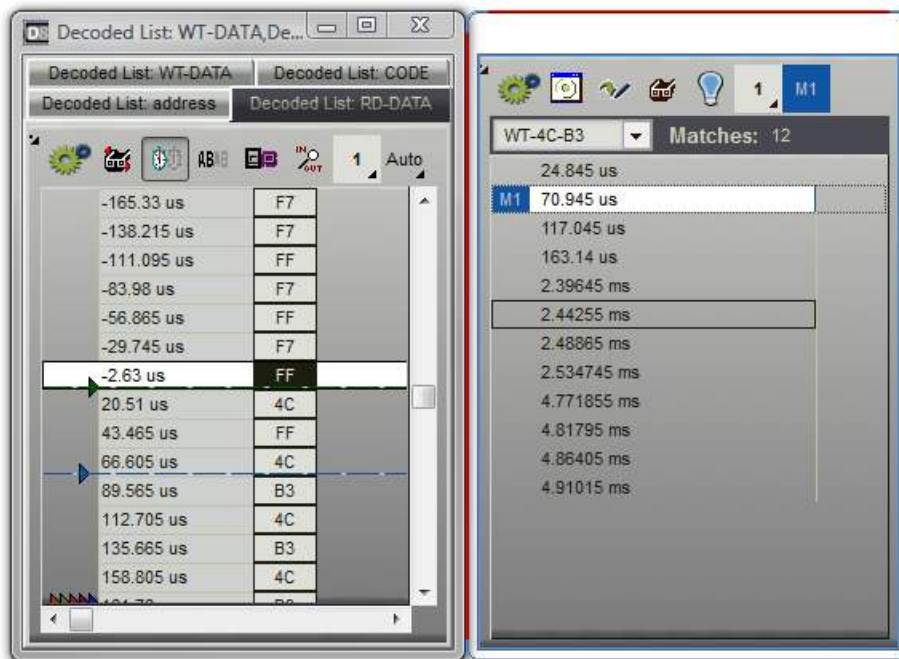 Decoded List: WT-DATA,De...
Decoded List: WT-DATA Decoded List: CODE
Decoded List: address Decoded List: RD-DATA
IN OUT 1 Auto
-165.33 us F7
-138.215 us F7
-111.095 us FF
-83.98 us F7
-56.865 us FF
-29.745 us F7
-2.63 us FF
20.51 us 4C
43.465 us FF
66.605 us 4C
89.565 us B3
112.705 us 4C
135.665 us B3
158.805 us 4C
1 M1
WT-4C-B3 Matches: 12
24.845 us
M1 70.945 us
117.045 us
163.14 us
2.39645 ms
2.44255 ms
2.48865 ms
2.534745 ms
4.771855 ms
4.81795 ms
4.86405 ms
4.91015 ms